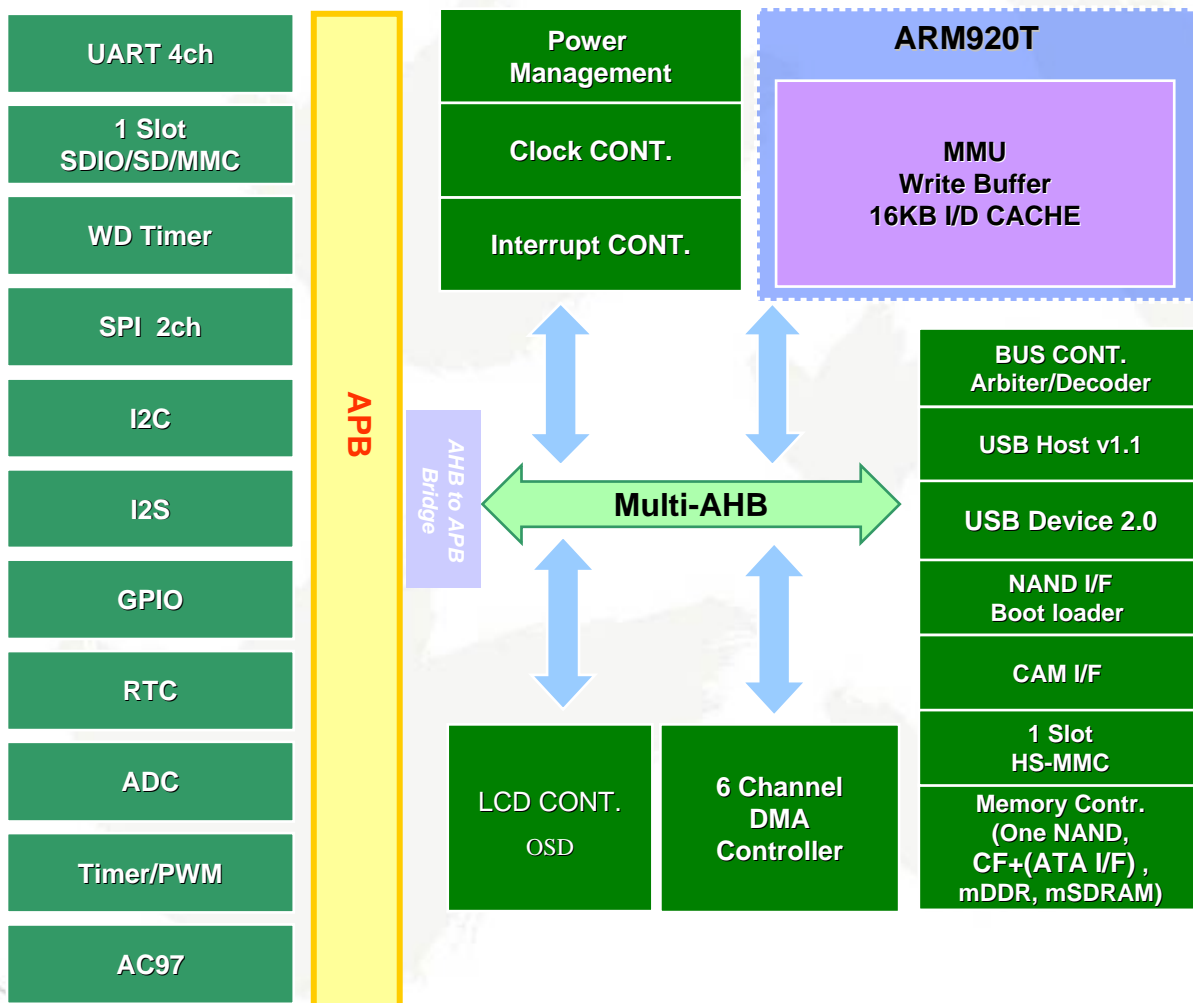 UART 4ch
1 Slot
SDIO/SD/MMC
WD Timer
SPI 2ch
I2C
I2S
GPIO
RTC
ADC
Timer/PWM
AC97
APB
AHB to APB
Bridge
Power
Management
Clock CONT.
Interrupt CONT.
ARM920T
MMU
Write Buffer
16KB I/D CACHE
Multi-AHB
LCD CONT.
OSD
6 Channel
DMA
Controller
BUS CONT.
Arbiter/Decoder
USB Host v1.1
USB Device 2.0
NAND I/F
Boot loader
CAM I/F
1 Slot
HS-MMC
Memory Contr.
(One NAND,
CF+(ATA I/F) ,
mDDR, mSDRAM)